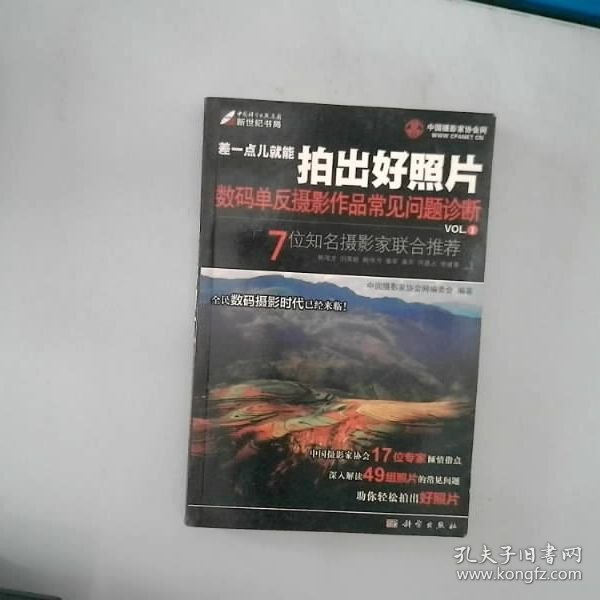 新世纪书局
中国摄影家协会网
WWW.CPANET.CN
差一点儿就能
拍出好照片
数码单反摄影作品常见问题诊断
VOL.1
7位知名摄影家联合推荐
中国摄影家协会网编委会 编著
全民数码摄影时代已经来临!
中国摄影家协会17位专家倾情指点
深入解读49组照片的常见问题
助你轻松拍出好照片
科学出版社
孔夫子旧书网
www.kongfz.com